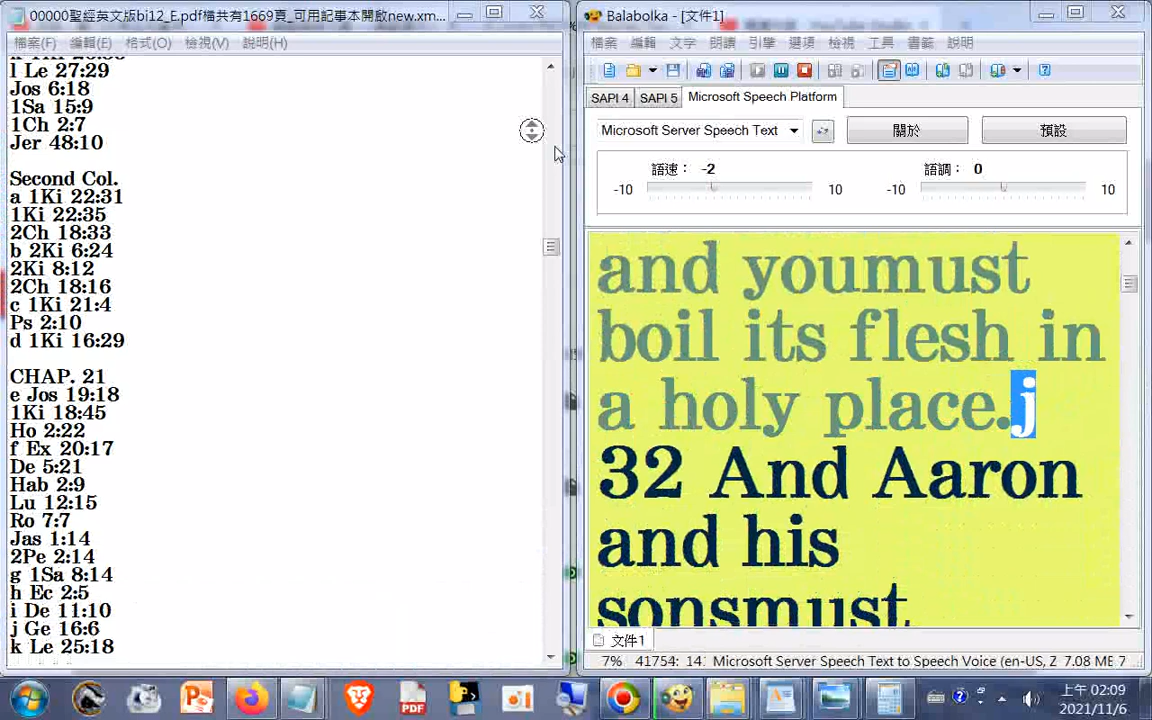 00000聖經英文版bi12_E.pdf檔共有1669頁_可用記事本開啟new.xm...
檔案(F) 編輯(E) 格式(O) 檢視(V) 說明(H)
l Le 27:29
Jos 6:18
1Sa 15:9
1Ch 2:7
Jer 48:10
Second Col.
a 1Ki 22:31
1Ki 22:35
2Ch 18:33
b 2Ki 6:24
2Ki 8:12
2Ch 18:16
c 1Ki 21:4
Ps 2:10
d 1Ki 16:29
CHAP. 21
e Jos 19:18
1Ki 18:45
Ho 2:22
f Ex 20:17
De 5:21
Hab 2:9
Lu 12:15
Ro 7:7
Jas 1:14
2Pe 2:14
g 1Sa 8:14
h Ec 2:5
i De 11:10
j Ge 16:6
k Le 25:18
Balabolka - [文件1]
檔案 編輯 文字 朗讀 引擎 選項 檢視 工具 書籤 說明
SAPI 4 SAPI 5 Microsoft Speech Platform
Microsoft Server Speech Text 關於 預設
語速: -2 語調: 0
-10 10 -10 10
and youmust
boil its flesh in
a holy place.j
32 And Aaron
and his
sonsmust
文件1
7% 41754: 14 Microsoft Server Speech Text to Speech Voice (en-US, Z 7.08 ME 7
PDF
上午 02:09
2021/11/6